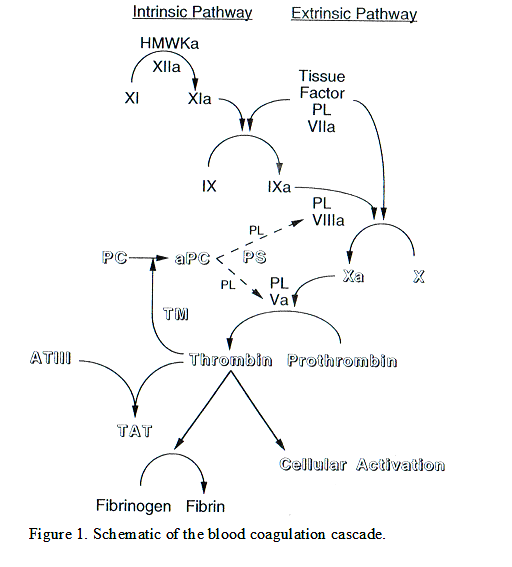 Intrinsic Pathway
Extrinsic Pathway
HMWKa
XIIa
XI
XIa
Tissue
Factor
PL
VIIa
IX
IXa
PL
VIIIa
PL
PC
aPC
PS
PL
PL
Va
Xa
X
TM
ATIII
Thrombin
Prothrombin
TAT
Cellular Activation
Fibrinogen
Fibrin
Figure 1. Schematic of the blood coagulation cascade.